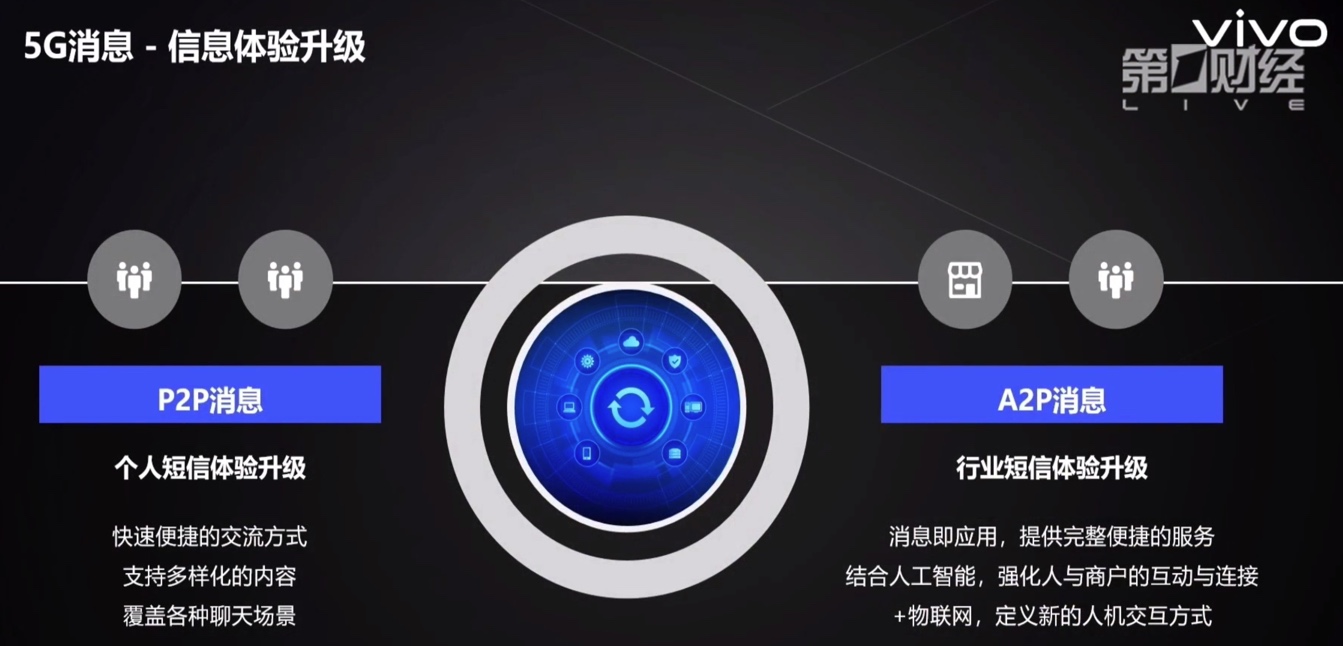 5G消息 - 信息体验升级
vivo
第一财经
LIVE
P2P消息
个人短信体验升级
快速便捷的交流方式
支持多样化的内容
覆盖各种聊天场景
A2P消息
行业短信体验升级
消息即应用，提供完整便捷的服务
结合人工智能，强化人与商户的互动与连接
+物联网，定义新的人机交互方式